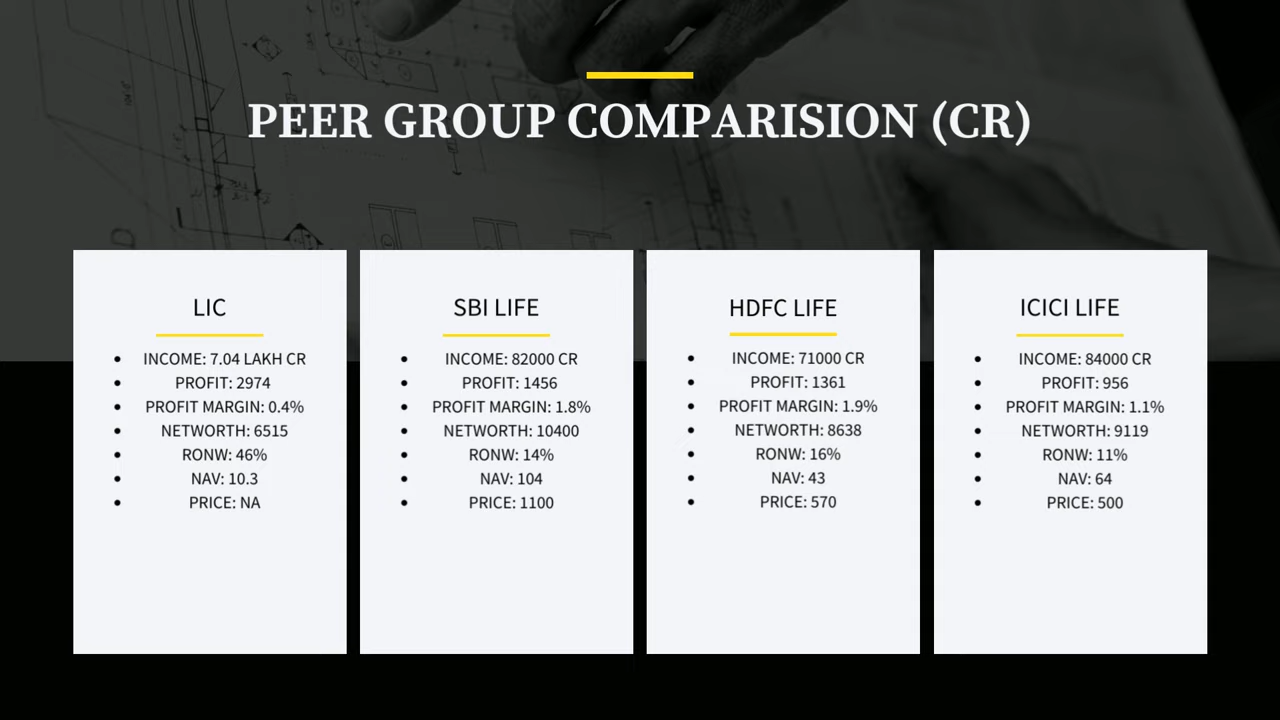 PEER GROUP COMPARISION (CR)
LIC
INCOME: 7.04 LAKH CR
PROFIT: 2974
PROFIT MARGIN: 0.4%
NETWORTH: 6515
RONW: 46%
NAV: 10.3
PRICE: NA
SBI LIFE
INCOME: 82000 CR
PROFIT: 1456
PROFIT MARGIN: 1.8%
NETWORTH: 10400
RONW: 14%
NAV: 104
PRICE: 1100
HDFC LIFE
INCOME: 71000 CR
PROFIT: 1361
PROFIT MARGIN: 1.9%
NETWORTH: 8638
RONW: 16%
NAV: 43
PRICE: 570
ICICI LIFE
INCOME: 84000 CR
PROFIT: 956
PROFIT MARGIN: 1.1%
NETWORTH: 9119
RONW: 11%
NAV: 64
PRICE: 500